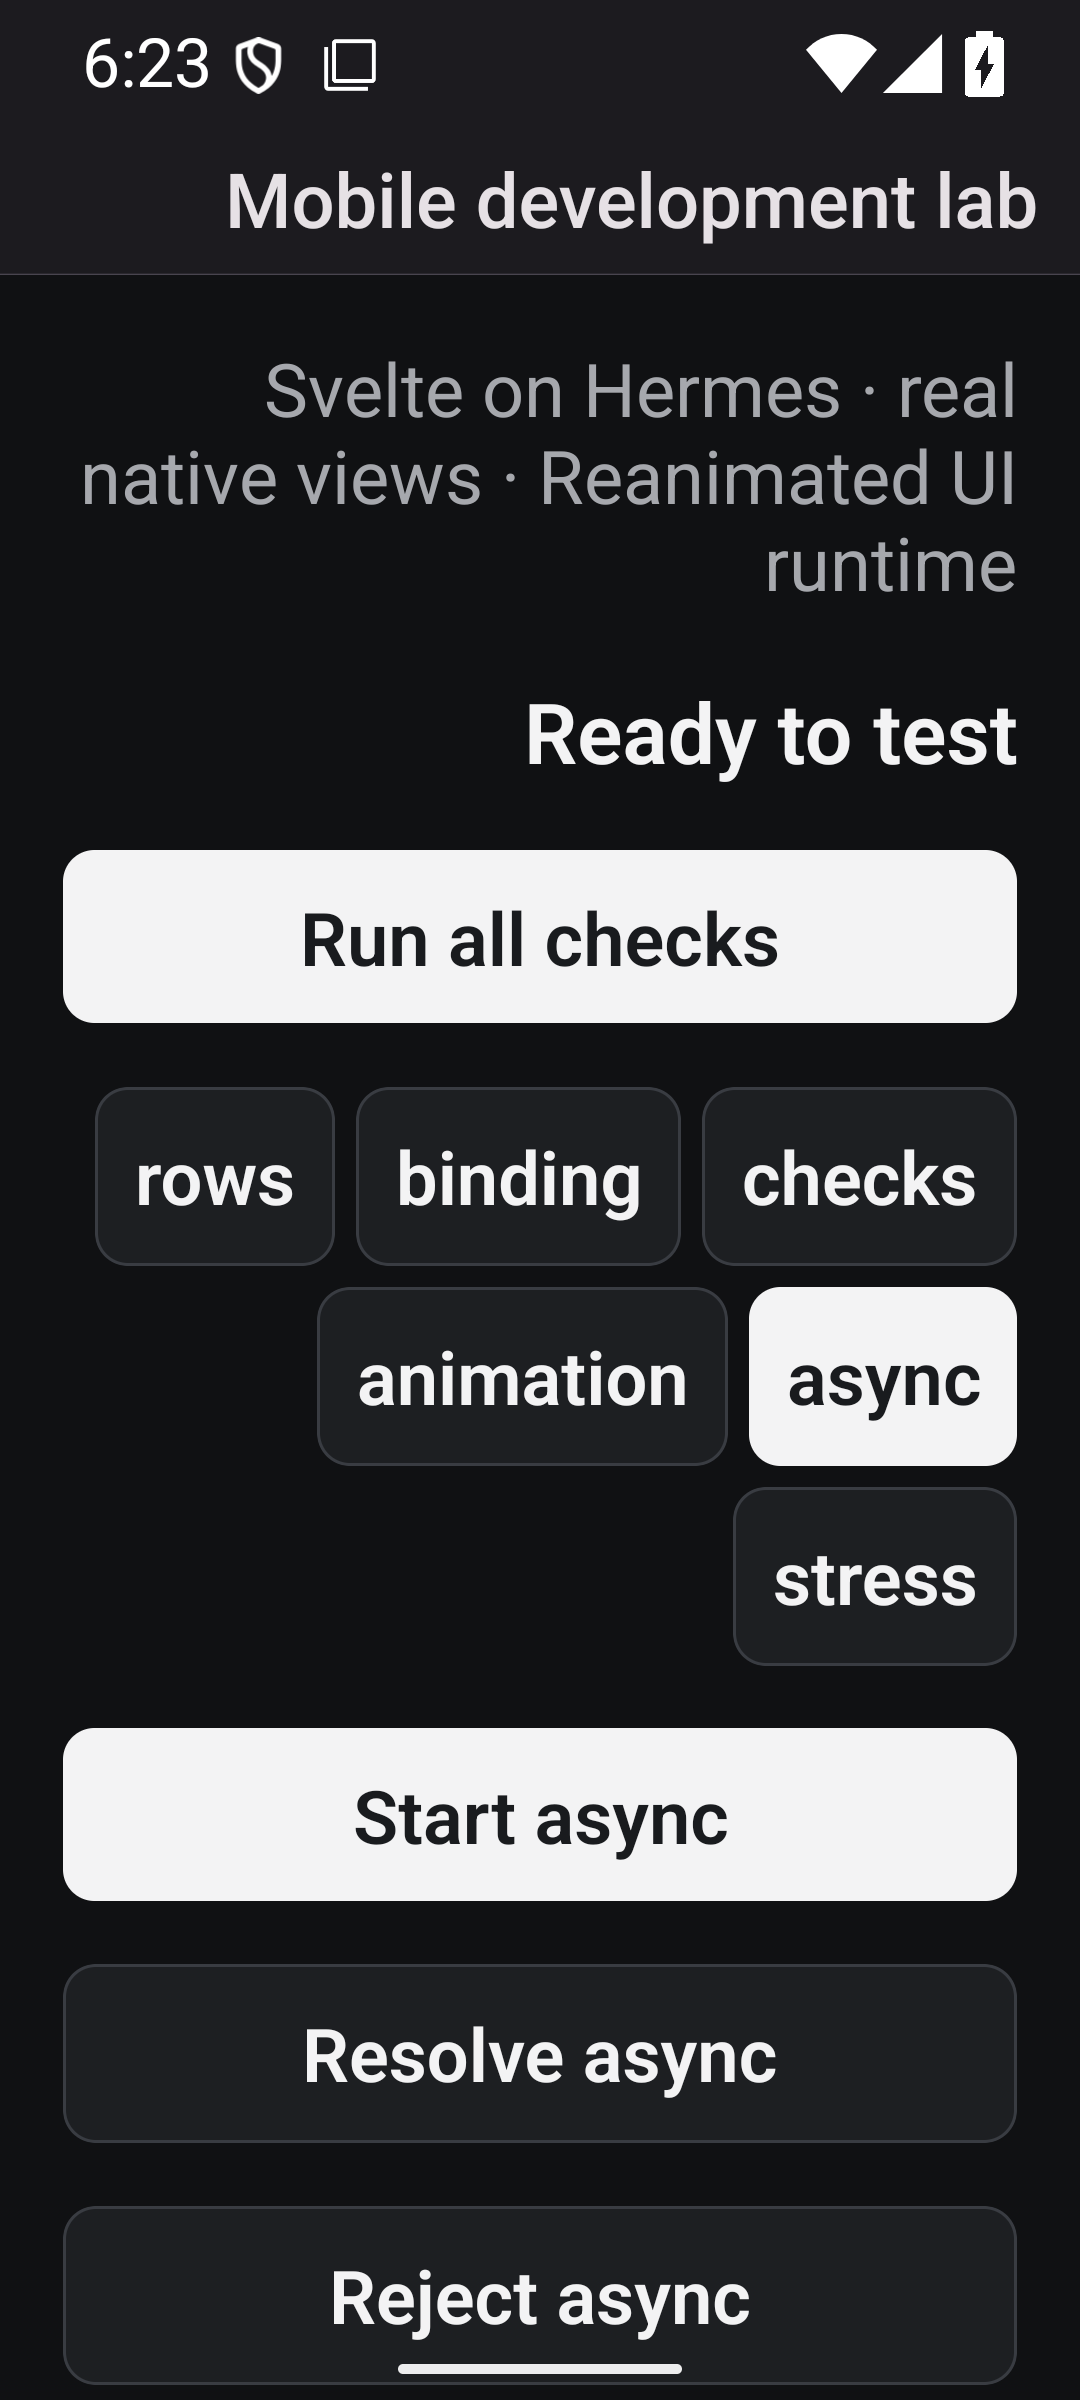 6:23
Mobile development lab
Svelte on Hermes · real
native views · Reanimated UI
runtime
Ready to test
Run all checks
rows binding checks
animation async
stress
Start async
Resolve async
Reject async